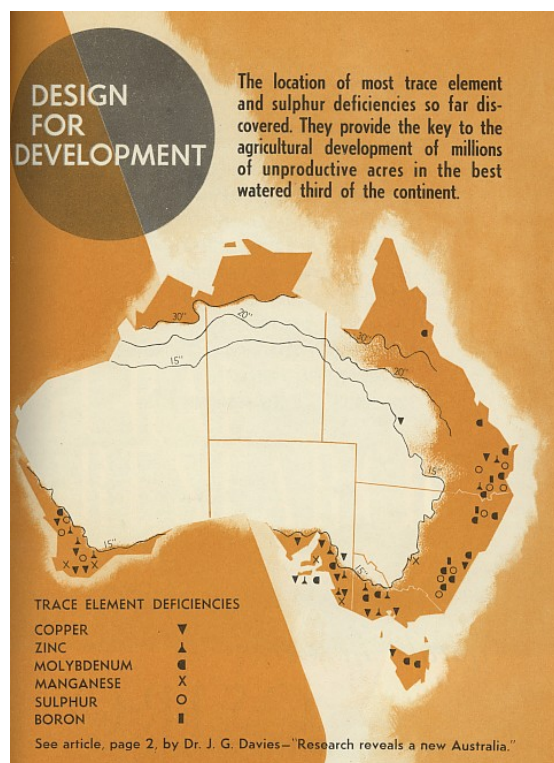 DESIGN
FOR
DEVELOPMENT
The location of most trace element
and sulphur deficiencies so far dis-
covered. They provide the key to the
agricultural development of millions
of unproductive acres in the best
watered third of the continent.
30"
20"
15"
30"
20"
15"
15"
15"
TRACE ELEMENT DEFICIENCIES
COPPER
ZINC
MOLYBDENUM
MANGANESE
SULPHUR
BORON
See article, page 2, by Dr. J. G. Davies—"Research reveals a new Australia."